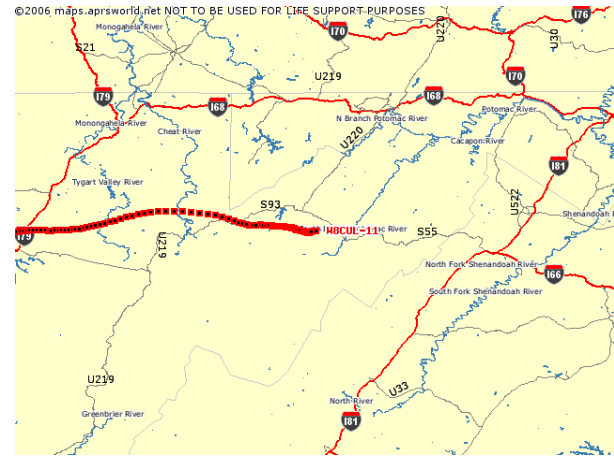 ©2006 maps.aprsworld.net NOT TO BE USED FOR LIFE SUPPORT PURPOSES
I76
Monongahela River
I70
U220
U30
S21
U219
I70
I79
I68
I68
Potomac River
Monongahela River
N Branch Potomac River
Cheat River
U220
Cacapon River
I81
Tygart Valley River
U522
S93
Shenandoah R
I79
W8CUL-11
S55
U219
North Fork Shenandoah River
I66
South Fork Shenandoah River
U219
U33
North River
Greenbrier River
I81